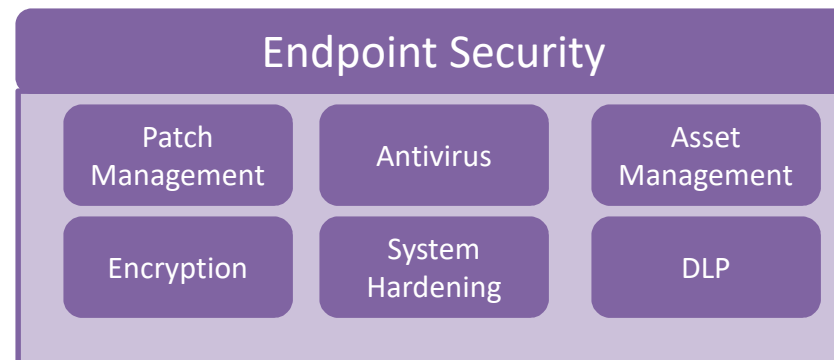 Endpoint Security
Patch
Management
Antivirus
Asset
Management
Encryption
System
Hardening
DLP